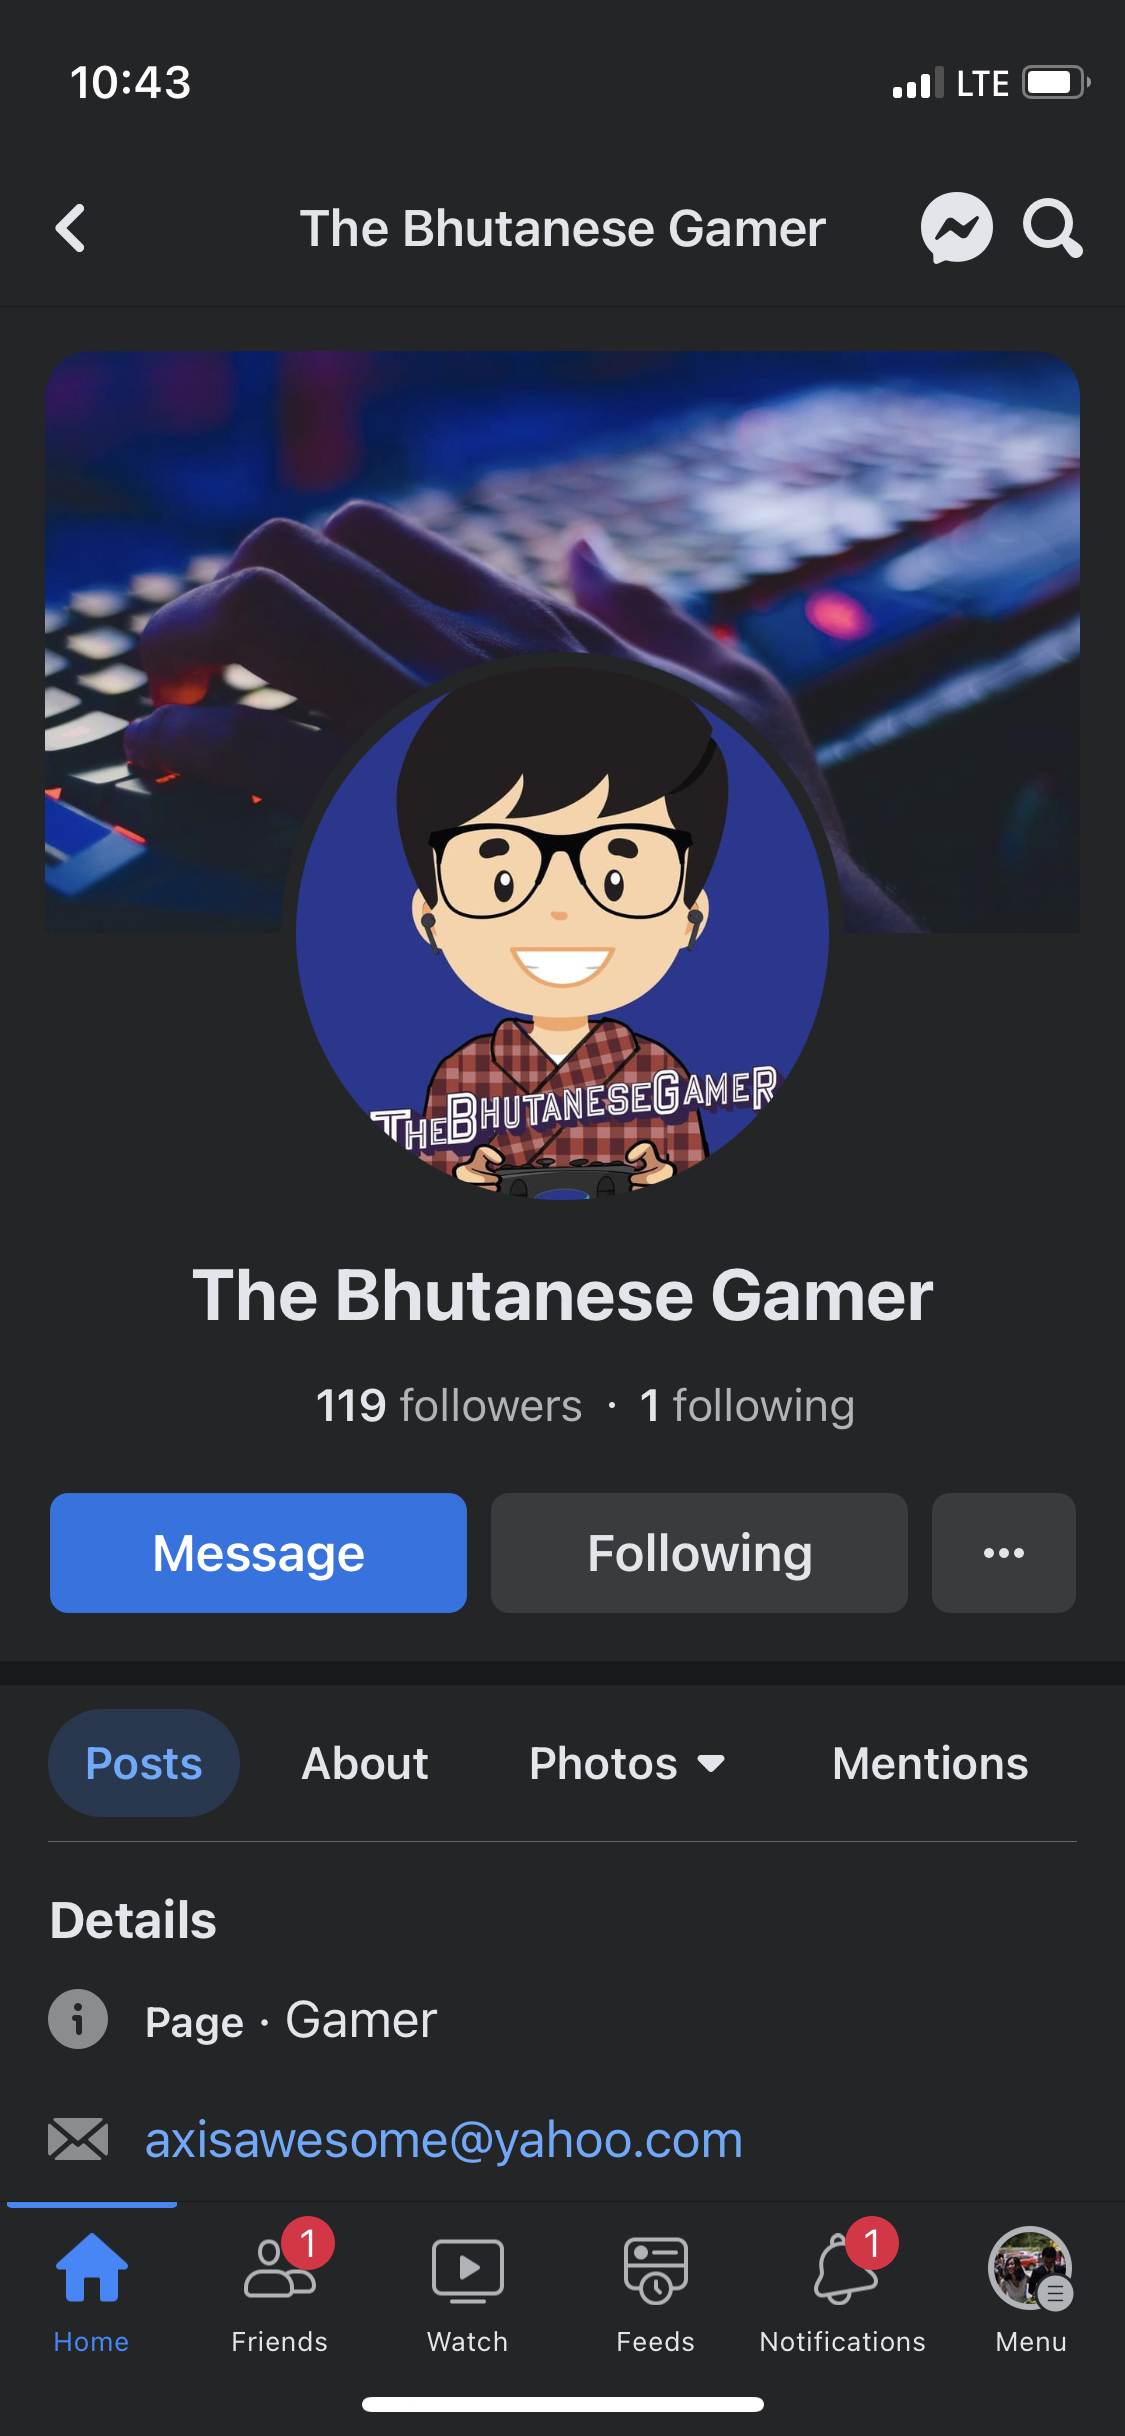 10:43 LTE
The Bhutanese Gamer
THEBHUTANESEGAMER
The Bhutanese Gamer
119 followers · 1 following
Message Following
Posts About Photos Mentions
Details
Page · Gamer
axisawesome@yahoo.com
1 1
Home Friends Watch Feeds Notifications Menu